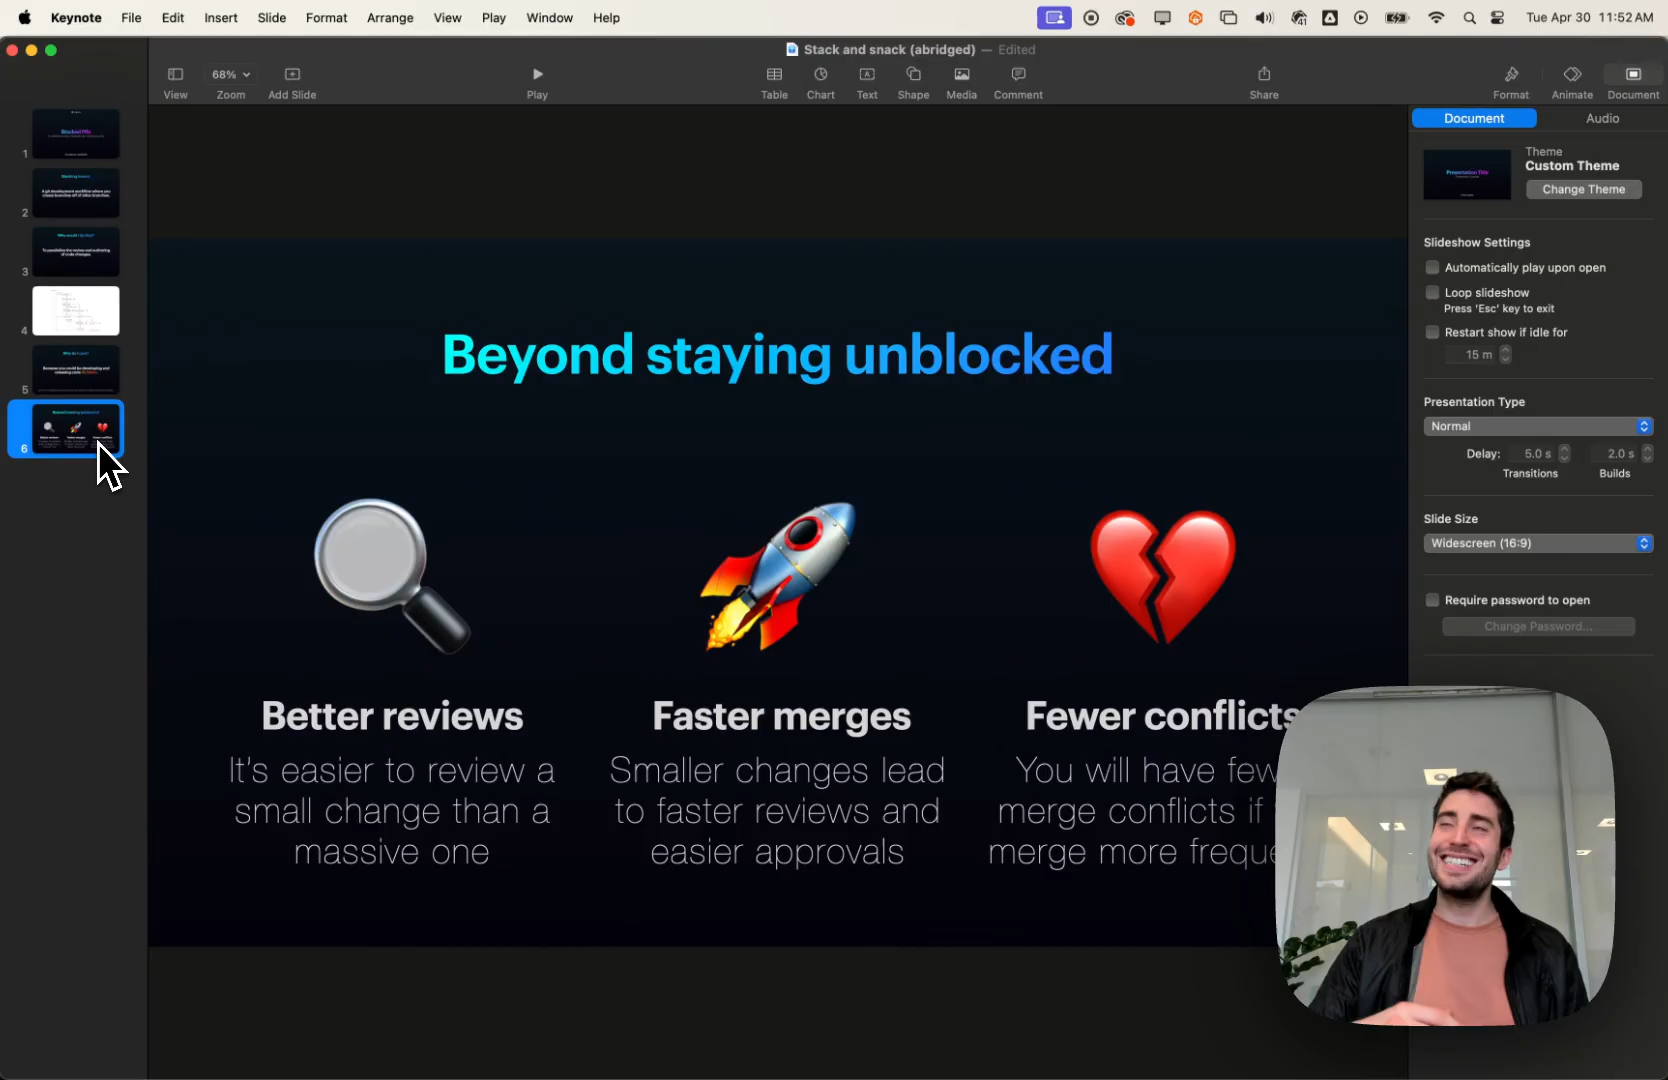 Keynote File Edit Insert Slide Format Arrange View Play Window Help
Tue Apr 30 11:52 AM
Stack and snack (abridged) — Edited
68%
View Zoom Add Slide Play Table Chart Text Shape Media Comment Share Format Animate Document
Document Audio
Theme
Custom Theme
Change Theme
Slideshow Settings
Automatically play upon open
Loop slideshow
Press 'Esc' key to exit
Restart show if idle for
15 m
Presentation Type
Normal
Delay: 5.0 s 2.0 s
Transitions Builds
Slide Size
Widescreen (16:9)
Require password to open
Change Password...
1
2
3
4
5
6
Beyond staying unblocked
Better reviews
It's easier to review a
small change than a
massive one
Faster merges
Smaller changes lead
to faster reviews and
easier approvals
Fewer conflicts
You will have few
merge conflicts if
merge more freque